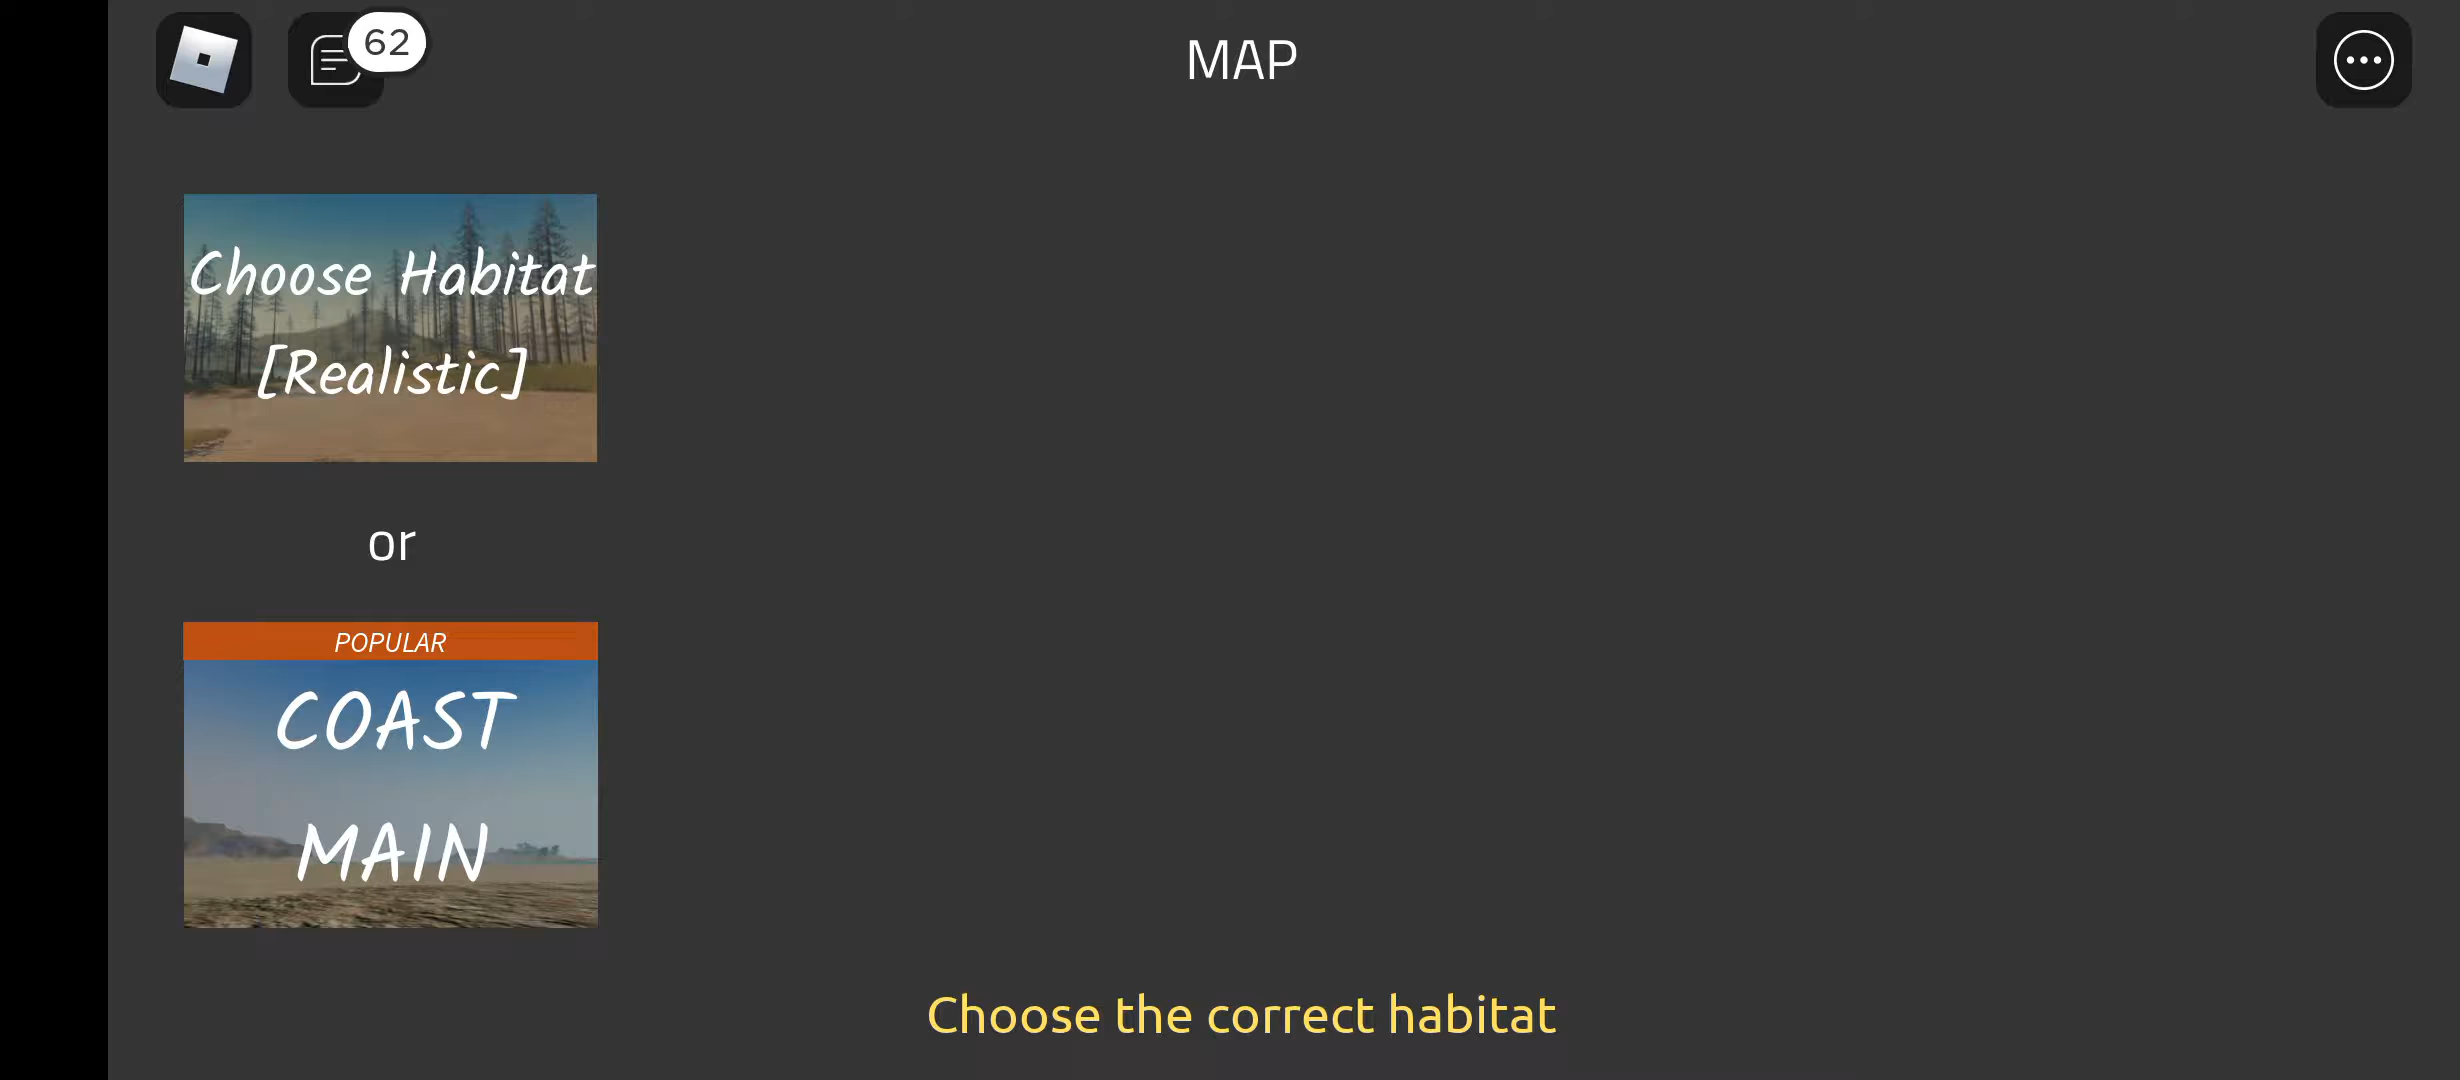 62
MAP
Choose Habitat
[Realistic]
or
POPULAR
COAST
MAIN
Choose the correct habitat